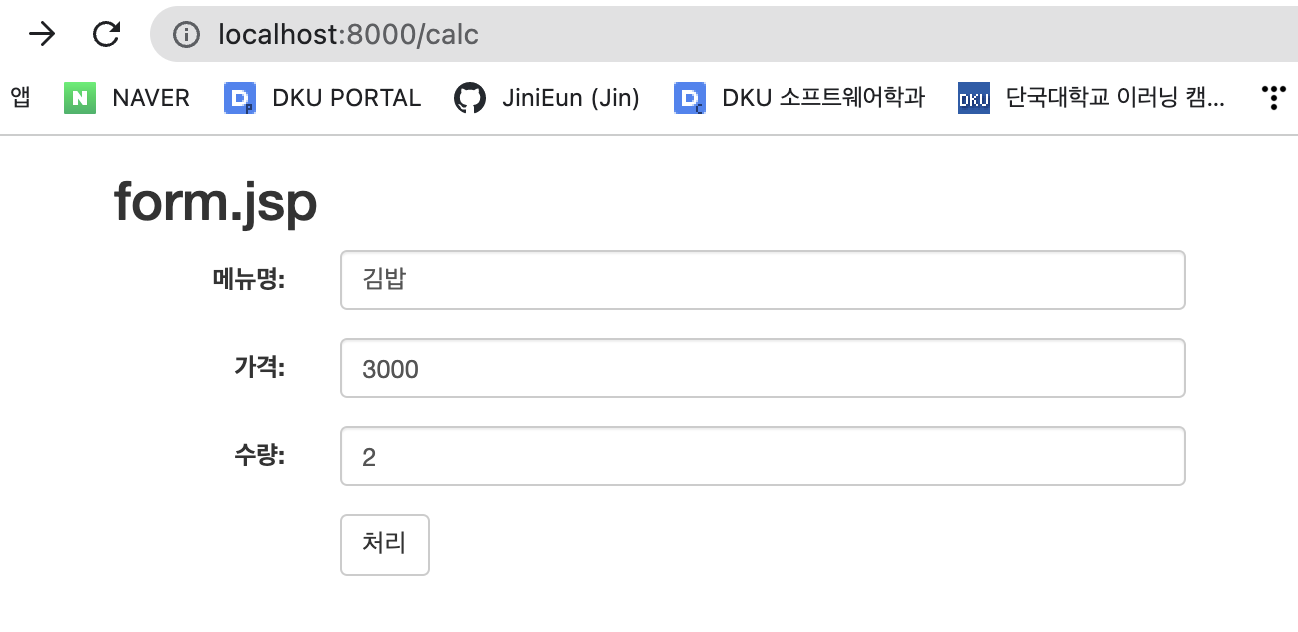 localhost:8000/calc
앱 NAVER DKU PORTAL JiniEun (Jin) DKU 소프트웨어학과 DKU 단국대학교 이러닝 캠...
form.jsp
메뉴명: 김밥
가격: 3000
수량: 2
처리